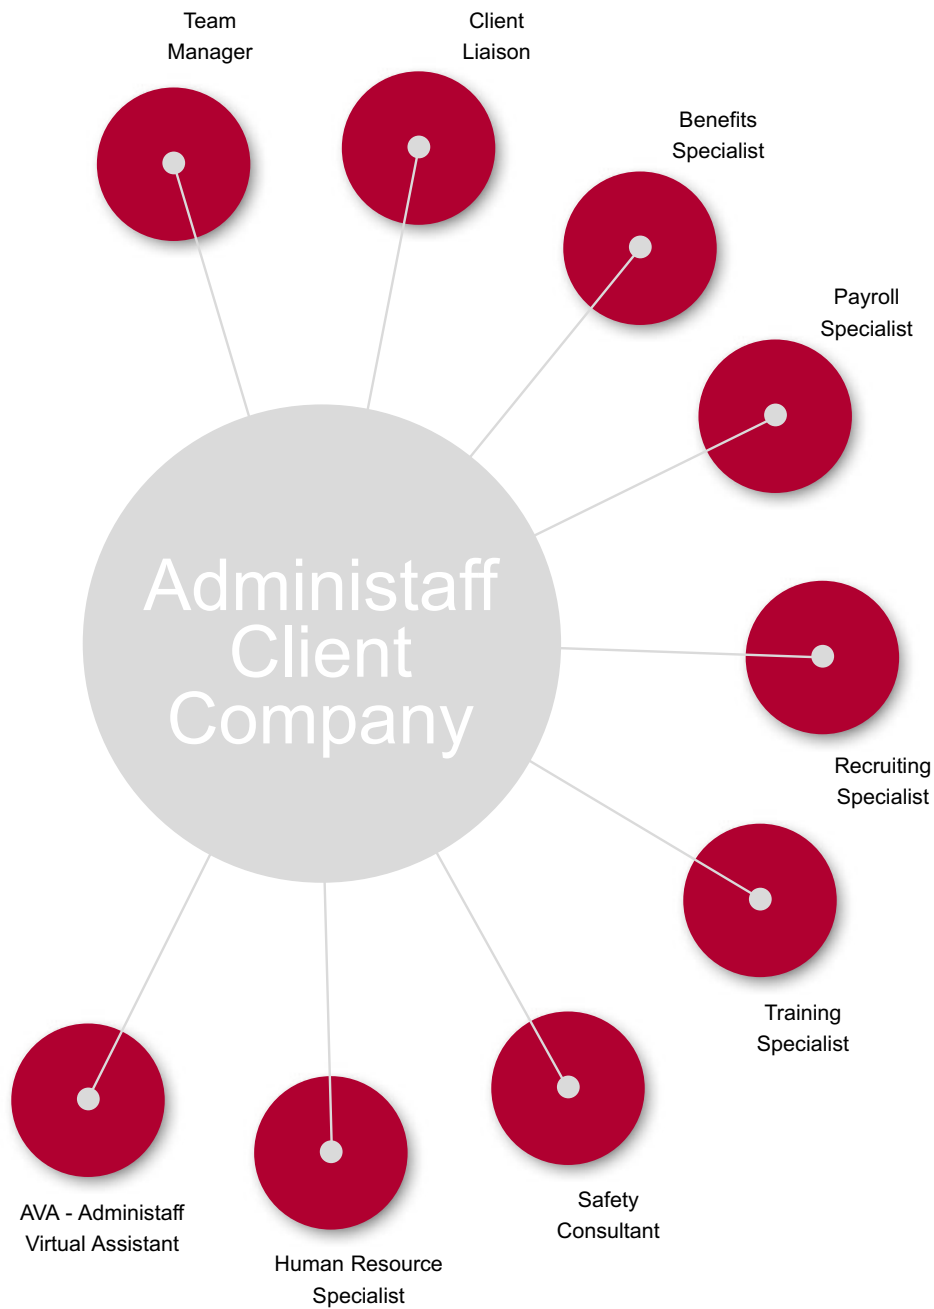 Team
Manager
Client
Liaison
Benefits
Specialist
Payroll
Specialist
Administaff
Client
Company
Recruiting
Specialist
Training
Specialist
Safety
Consultant
Human Resource
Specialist
AVA - Administaff
Virtual Assistant